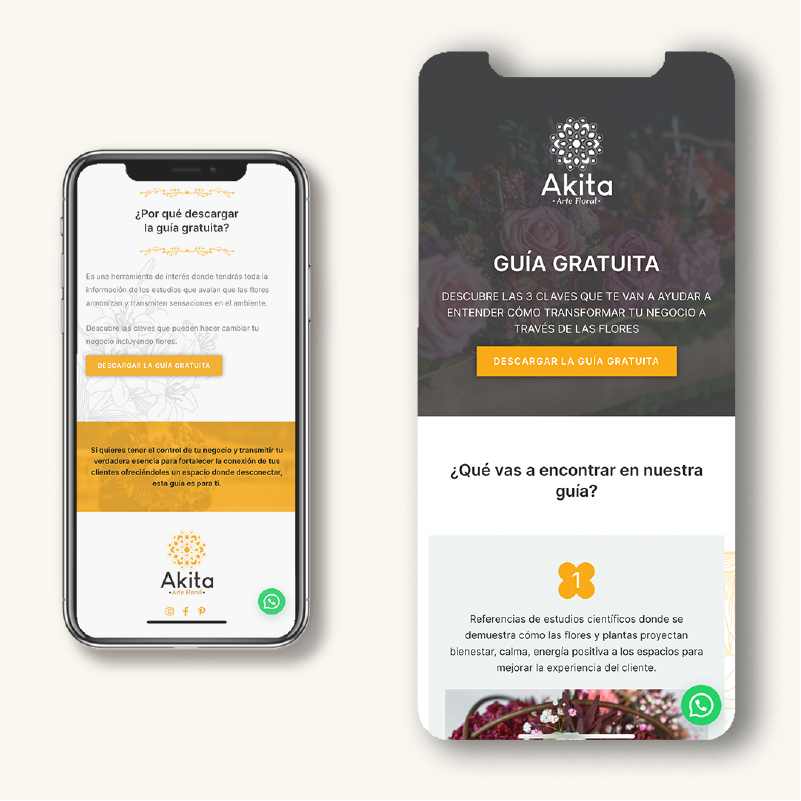 ¿Por qué descargar
la guía gratuita?
Es una herramienta de interés donde tendrás toda la
información de los estudios que avalan que las flores
armonizan y transmiten sensaciones en el ambiente.
Descubre las claves que pueden hacer cambiar tu
negocio incluyendo flores.
DESCARGAR LA GUÍA GRATUITA
Si quieres tener el control de tu negocio y transmitir tu
verdadera esencia para fortalecer la conexión de tus
clientes ofreciéndoles un espacio donde desconectar,
esta guía es para ti.
Akita
• Arte Floral •
Akita
• Arte Floral •
GUÍA GRATUITA
DESCUBRE LAS 3 CLAVES QUE TE VAN A AYUDAR A
ENTENDER CÓMO TRANSFORMAR TU NEGOCIO A
TRAVÉS DE LAS FLORES
DESCARGAR LA GUÍA GRATUITA
¿Qué vas a encontrar en nuestra
guía?
1
Referencias de estudios científicos donde se
demuestra cómo las flores y plantas proyectan
bienestar, calma, energía positiva a los espacios para
mejorar la experiencia del cliente.